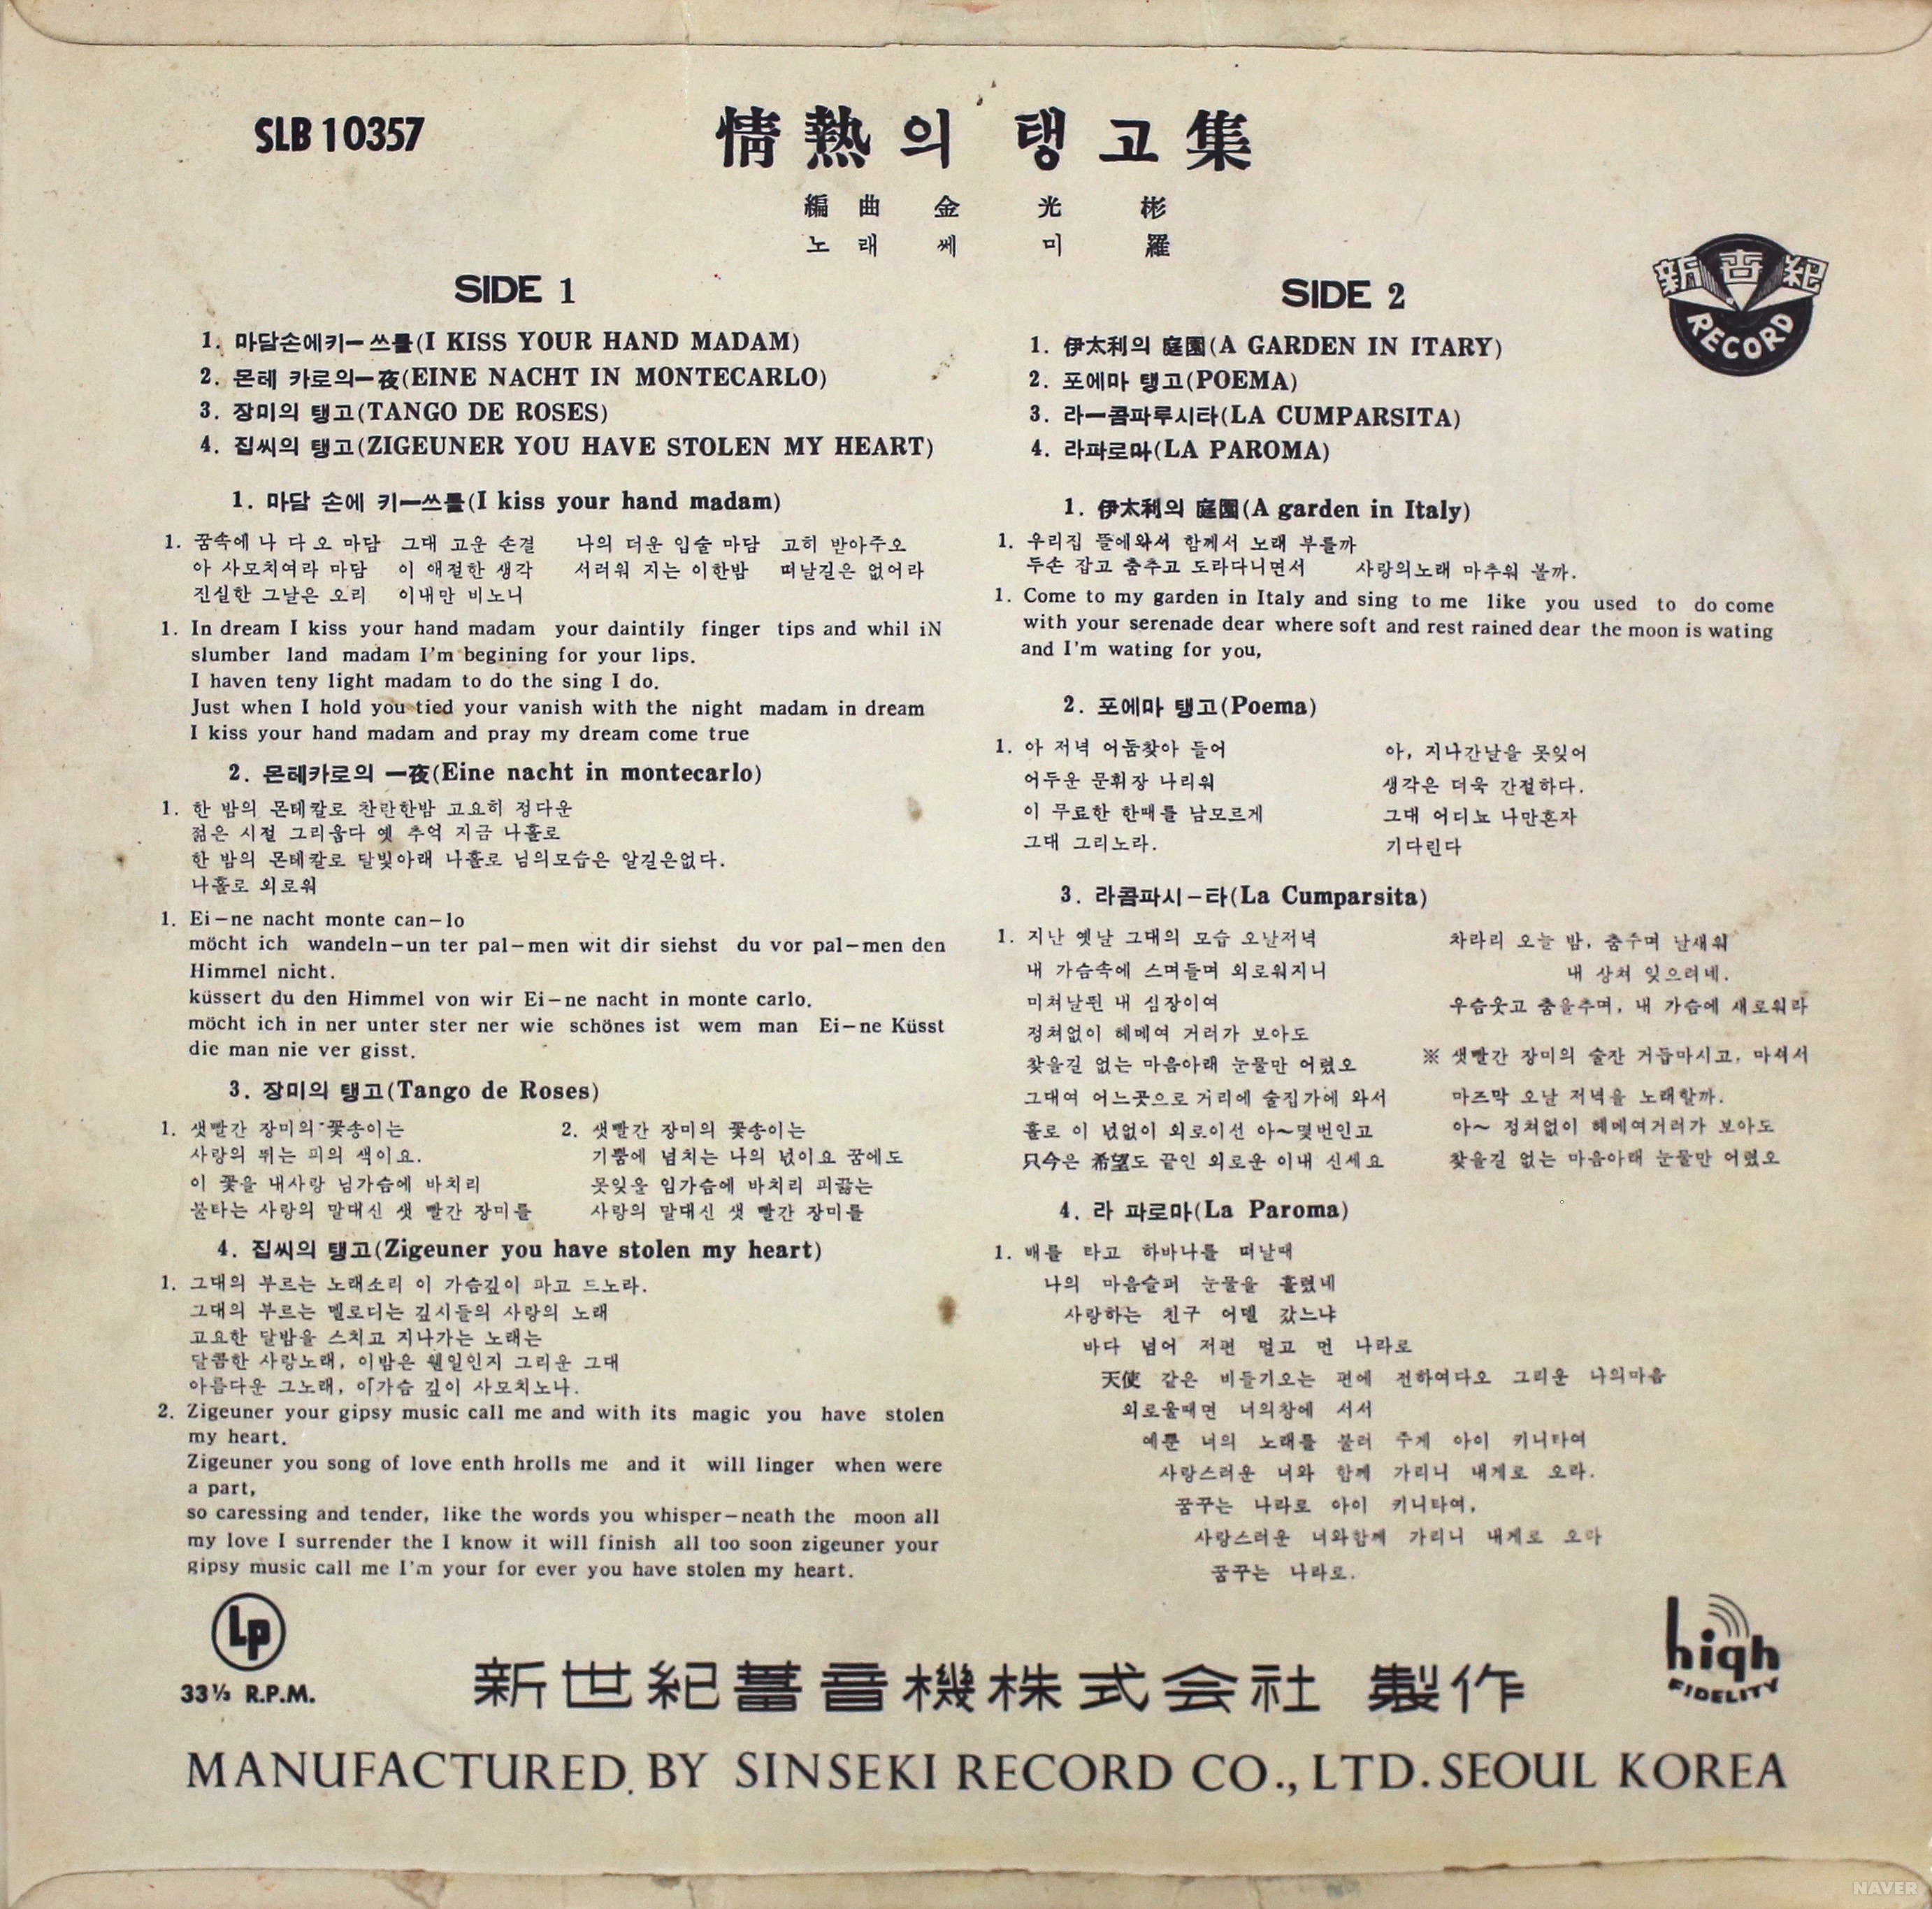 SLB 10357
情熱의 탱고集
編曲 金光彬
노래 쎄미羅
新世紀
RECORD
SIDE 1
1. 마담손에키ー쓰를(I KISS YOUR HAND MADAM)
2. 몬테 카로의一夜(EINE NACHT IN MONTECARLO)
3. 장미의 탱고(TANGO DE ROSES)
4. 집씨의 탱고(ZIGEUNER YOU HAVE STOLEN MY HEART)
1. 마담 손에 키ー쓰를(I kiss your hand madam)
1. 꿈속에 나 다 오 마담 그대 고운 손결 나의 더운 입술 마담 고히 받아주오
아 사모치여라 마담 이 애절한 생각 서러워 지는 이한밤 떠날길은 없어라
진실한 그날은 오리 이내만 비노니
1. In dream I kiss your hand madam your daintily finger tips and whil iN
slumber land madam I'm begining for your lips.
I haven teny light madam to do the sing I do.
Just when I hold you tied your vanish with the night madam in dream
I kiss your hand madam and pray my dream come true
2. 몬테카로의 一夜(Eine nacht in montecarlo)
1. 한 밤의 몬테칼로 찬란한밤 고요히 정다운
젊은 시절 그리웁다 옛 추억 지금 나홀로
한 밤의 몬테칼로 달빛아래 나홀로 님의모습은 알길은없다.
나홀로 외로워
1. Ei-ne nacht monte can-lo
möcht ich wandeln-un ter pal-men wit dir siehst du vor pal-men den
Himmel nicht.
küssert du den Himmel von wir Ei-ne nacht in monte carlo.
möcht ich in ner unter ster ner wie schönes ist wem man Ei-ne Küsst
die man nie ver gisst.
3. 장미의 탱고(Tango de Roses)
1. 샛빨간 장미의 꽃송이는
사랑의 뛰는 피의 색이요.
이 꽃을 내사랑 님가슴에 바치리
불타는 사랑의 말대신 샛 빨간 장미를
2. 샛빨간 장미의 꽃송이는
기쁨에 넘치는 나의 넋이요 꿈에도
못잊을 임가슴에 바치리 피끓는
사랑의 말대신 샛 빨간 장미를
4. 집씨의 탱고(Zigeuner you have stolen my heart)
1. 그대의 부르는 노래소리 이 가슴깊이 파고 드노라.
그대의 부르는 멜로디는 깊시들의 사랑의 노래
고요한 달밤을 스치고 지나가는 노래는
달콤한 사랑노래, 이밤은 웬일인지 그리운 그대
아름다운 그노래, 이가슴 깊이 사모치노나.
2. Zigeuner your gipsy music call me and with its magic you have stolen
my heart.
Zigeuner you song of love enth hrolls me and it will linger when were
a part,
so caressing and tender, like the words you whisper-neath the moon all
my love I surrender the I know it will finish all too soon zigeuner your
gipsy music call me I'm your for ever you have stolen my heart.
SIDE 2
1. 伊太利의 庭園(A GARDEN IN ITARY)
2. 포에마 탱고(POEMA)
3. 라ー콤파루시타(LA CUMPARSITA)
4. 라파로마(LA PAROMA)
1. 伊太利의 庭園(A garden in Italy)
1. 우리집 뜰에와서 함께서 노래 부를까
두손 잡고 춤추고 도라다니면서 사랑의노래 마추워 볼까.
1. Come to my garden in Italy and sing to me like you used to do come
with your serenade dear where soft and rest rained dear the moon is wating
and I'm wating for you,
2. 포에마 탱고(Poema)
1. 아 저녁 어둠찾아 들어
어두운 문휘장 나리워
이 무료한 한때를 남모르게
그대 그리노라.
아, 지나간날을 못잊어
생각은 더욱 간절하다.
그대 어디뇨 나만혼자
기다린다
3. 라콤파시-타(La Cumparsita)
1. 지난 옛날 그대의 모습 오날저녁
내 가슴속에 스며들며 외로워지니
미쳐날뛴 내 심장이여
정쳐없이 헤메여 거러가 보아도
찾을길 없는 마음아래 눈물만 어렸오
그대여 어느곳으로 거리에 술집가에 와서
홀로 이 넋없이 외로이선 아~몇번인고
只今은 希望도 끝인 외로운 이내 신세요
차라리 오늘 밤, 춤추며 날새워
내 상처 잊으려네.
우슴웃고 춤을추며, 내 가슴에 새로워라
※ 샛빨간 장미의 술잔 거듭마시고, 마셔서
마즈막 오날 저녁을 노래할까.
아~ 정쳐없이 헤메여거러가 보아도
찾을길 없는 마음아래 눈물만 어렸오
4. 라 파로마(La Paroma)
1. 배를 타고 하바나를 떠날때
나의 마음슬퍼 눈물을 흘렸네
사랑하는 친구 어델 갔느냐
바다 넘어 저편 멀고 먼 나라로
天使 같은 비들기오는 편에 전하여다오 그리운 나의마음
외로울때면 너의창에 서서
예뿐 너의 노래를 불러 주게 아이 키니타여
사랑스러운 너와 함께 가리니 내게로 오라.
꿈꾸는 나라로 아이 키니타여,
사랑스러운 너와함께 가리니 내게로 오라
꿈꾸는 나라로.
Lp
33⅓ R.P.M.
high
FIDELITY
新世紀蓄音機株式会社 製作
MANUFACTURED. BY SINSEKI RECORD CO., LTD. SEOUL KOREA
NAVER